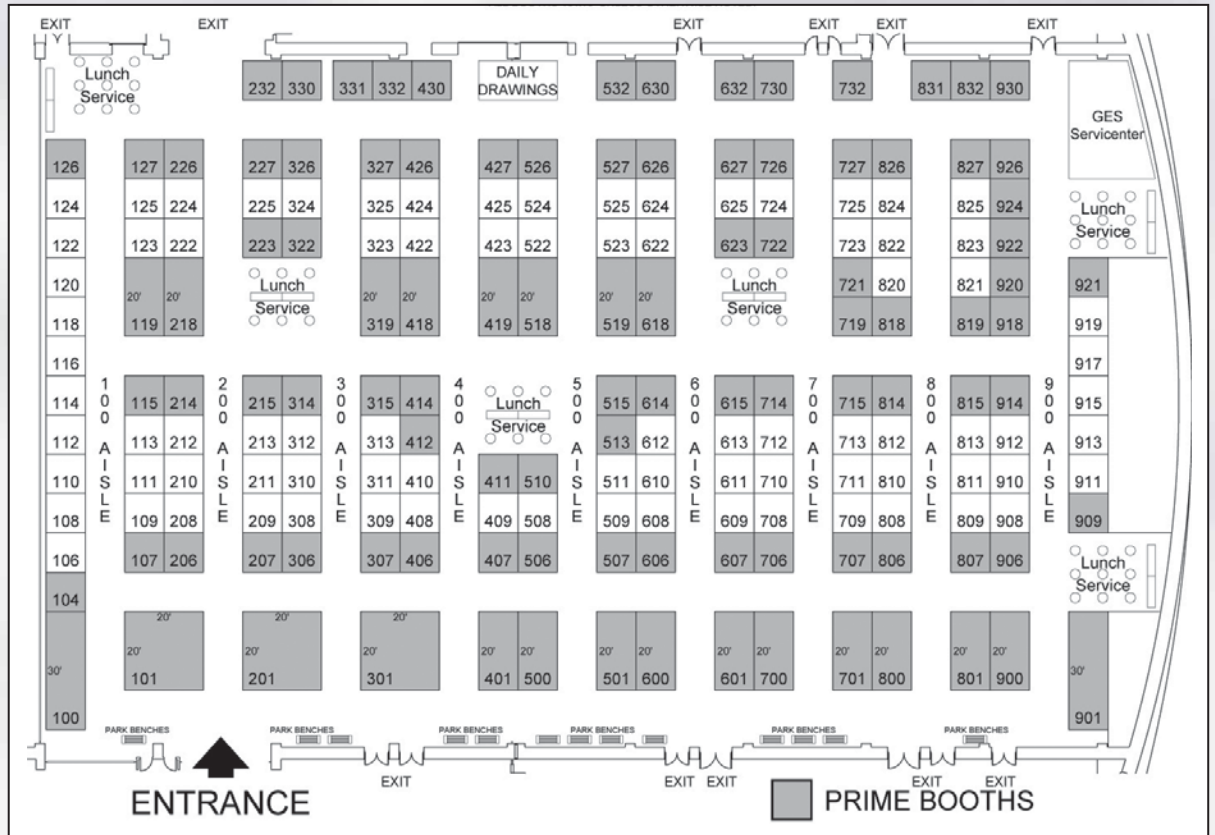 EXIT EXIT EXIT EXIT EXIT EXIT
Lunch
Service
DAILY
DRAWINGS
232 330 331 332 430 532 630 632 730 732 831 832 930
GES
Servicenter
126 127 226 227 326 327 426 427 526 527 626 627 726 727 826 827 926
124 125 224 225 324 325 424 425 524 525 624 625 724 725 824 825 924
Lunch
Service
122 123 222 223 322 323 422 423 522 523 622 623 722 723 822 823 922
120 721 820 821 920 921
Lunch
Service
Lunch
Service
20' 20' 20' 20' 20' 20' 20' 20'
118 119 218 319 418 419 518 519 618 719 818 819 918 919
116 917
100 AISLE
200 AISLE
300 AISLE
400 AISLE
500 AISLE
600 AISLE
700 AISLE
800 AISLE
900 AISLE
114 115 214 215 314 315 414 515 614 615 714 715 814 815 914 915
Lunch
Service
112 113 212 213 312 313 412 513 612 613 712 713 812 813 912 913
110 111 210 211 310 311 410 411 510 511 610 611 710 711 810 811 910 911
108 109 208 209 308 309 408 409 508 509 608 609 708 709 808 809 908 909
106 107 206 207 306 307 406 407 506 507 606 607 706 707 806 807 906
Lunch
Service
104
20' 20' 20'
20' 20' 20' 20' 20' 20' 20' 20' 20' 20' 20' 20' 20'
30' 30'
101 201 301 401 500 501 600 601 700 701 800 801 900
100 901
PARK BENCHES PARK BENCHES PARK BENCHES PARK BENCHES PARK BENCHES PARK BENCHES
EXIT EXIT EXIT EXIT EXIT
ENTRANCE
PRIME BOOTHS